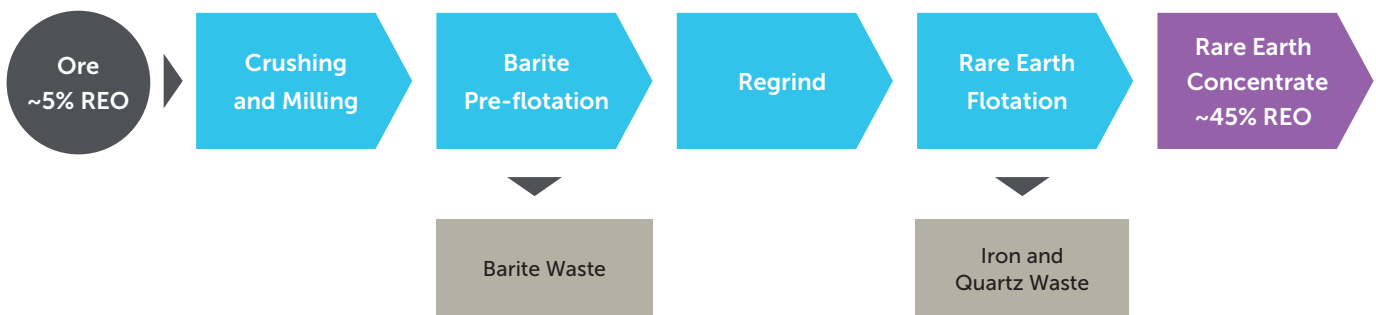 Ore
~5% REO
Crushing
and Milling
Barite
Pre-flotation
Regrind
Rare Earth
Flotation
Rare Earth
Concentrate
~45% REO
Barite Waste
Iron and
Quartz Waste